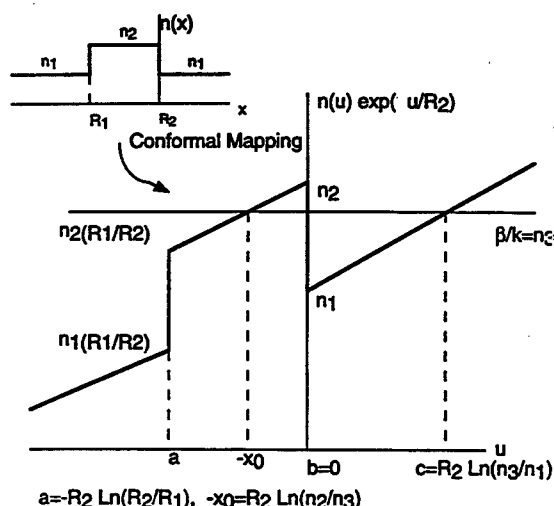 n(x)
n2
n1
n1
x
R1
R2
Conformal Mapping
n(u) exp( u/R2)
n2
n2(R1/R2)
β/k=n3
n1
n1(R1/R2)
u
a
-x0
b=0
c=R2 Ln(n3/n1)
a=-R2 Ln(R2/R1), -x0=R2 Ln(n2/n3)